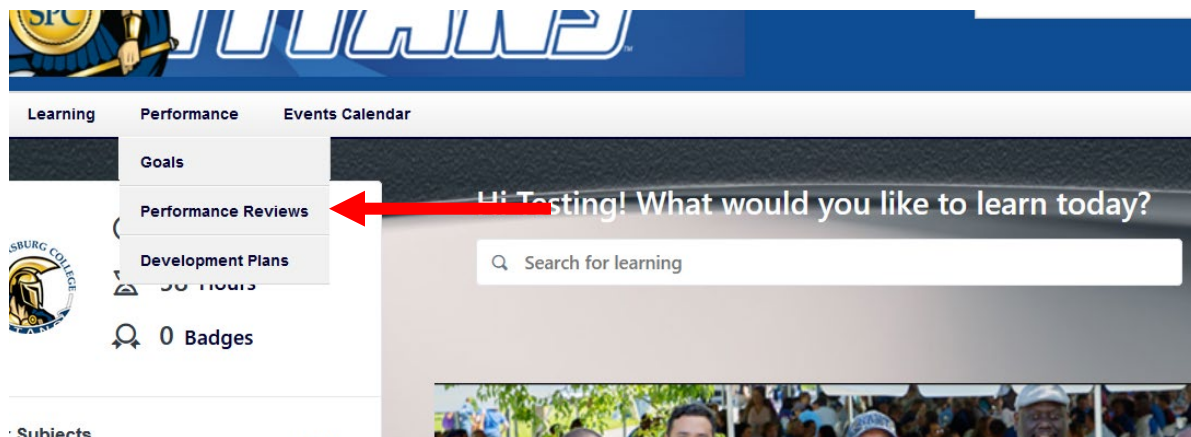 SPC
TITANS
Learning Performance Events Calendar
Goals
Performance Reviews
Development Plans
Hi Testing! What would you like to learn today?
Search for learning
Hours
0 Badges
Subjects